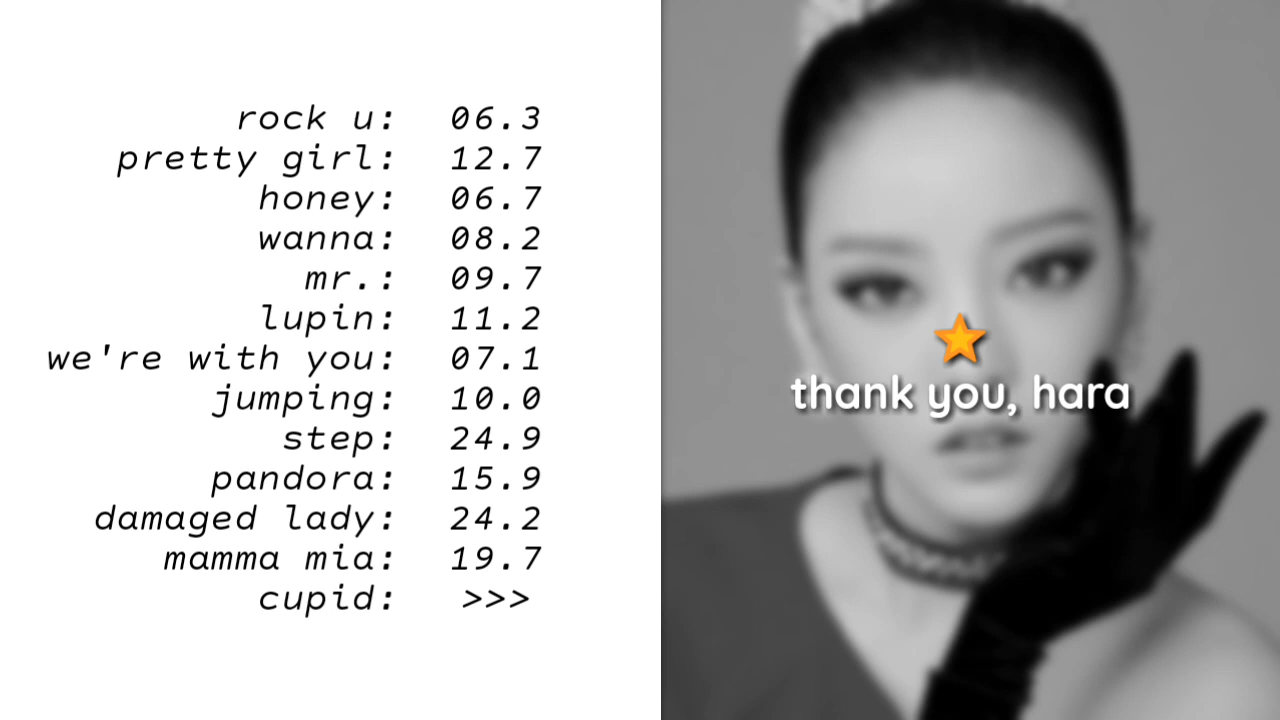 rock u: 06.3
pretty girl: 12.7
honey: 06.7
wanna: 08.2
mr.: 09.7
lupin: 11.2
we're with you: 07.1
jumping: 10.0
step: 24.9
pandora: 15.9
damaged lady: 24.2
mamma mia: 19.7
cupid: >>>
thank you, hara